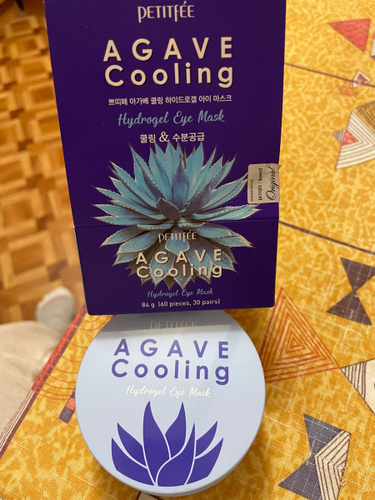 PETITFÉE
AGAVE
Cooling
쁘띠페 아가베 쿨링 하이드로겔 아이 마스크
Hydrogel Eye Mask
쿨링 & 수분공급
Original
PETITFÉE
AGAVE
Cooling
Hydrogel Eye Mask
84 g (60 pieces, 30 pairs)
PETITFÉE
AGAVE
Cooling
Hydrogel Eye Mask